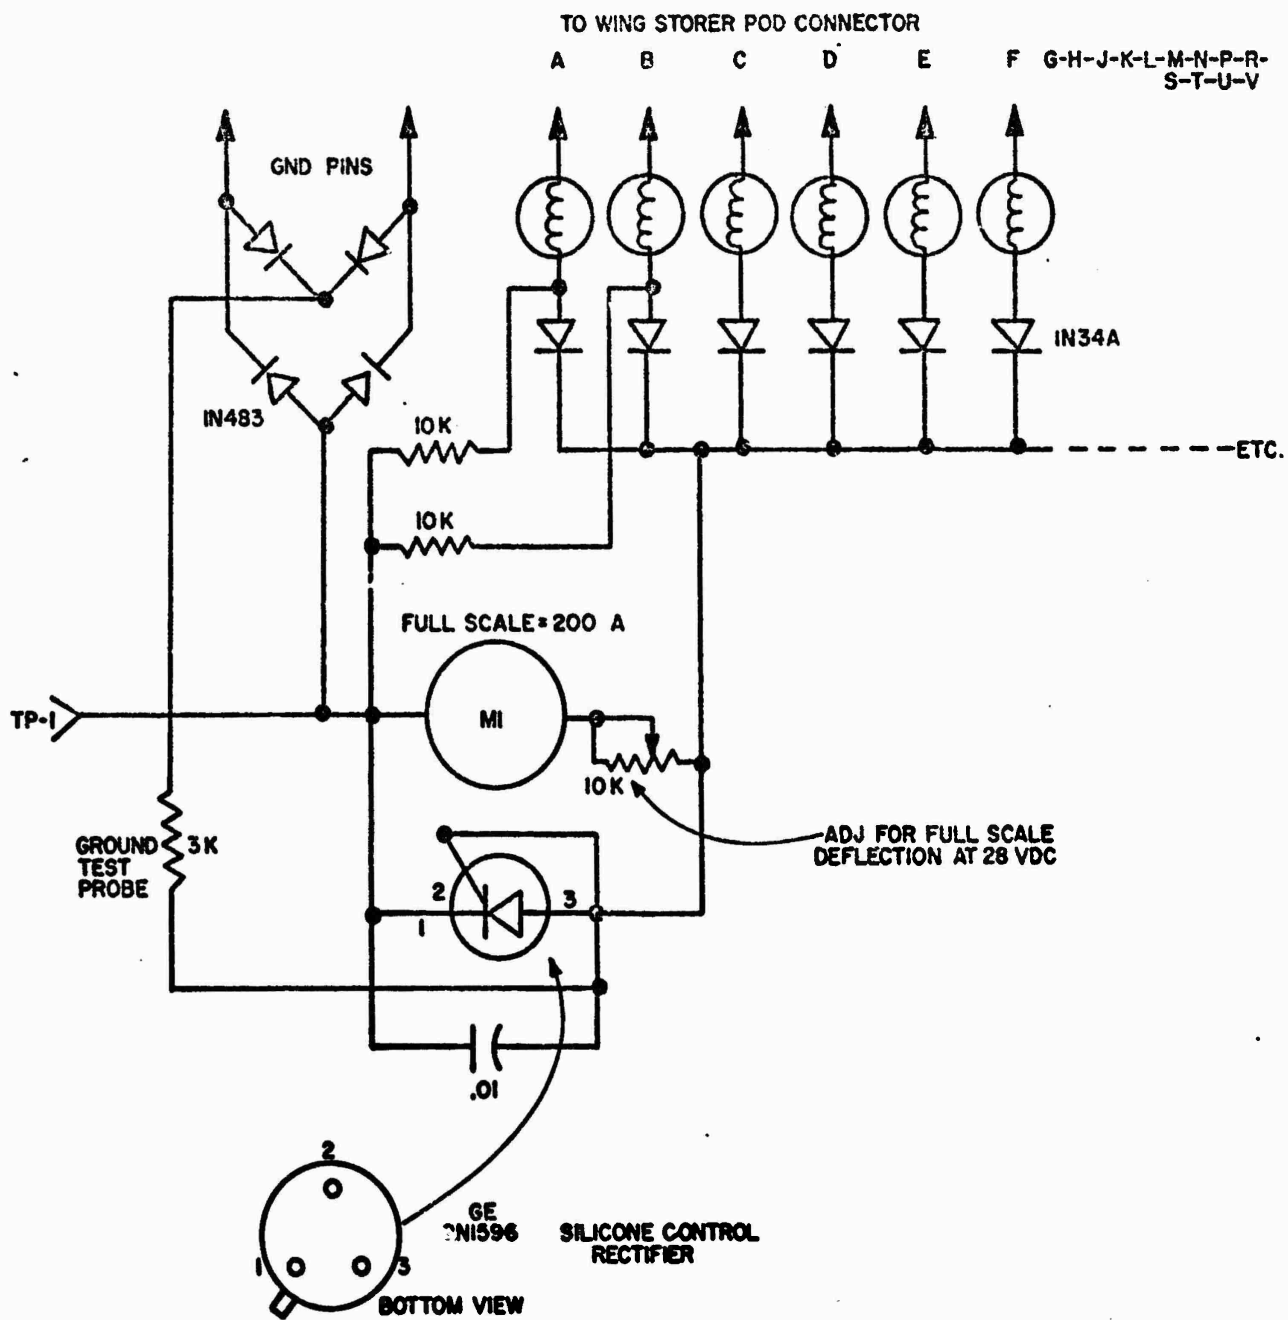 TO WING STORER POD CONNECTOR
A B C D E F G-H-J-K-L-M-N-P-R-
S-T-U-V
GND PINS
IN34A
IN483
10K
ETC.
10K
FULL SCALE=200 A
TP-1
M1
10K
GROUND
TEST
PROBE
3K
ADJ FOR FULL SCALE
DEFLECTION AT 28 VDC
2
3
1
.01
2
GE
SILICONE CONTROL
RECTIFIER
1
3
BOTTOM VIEW